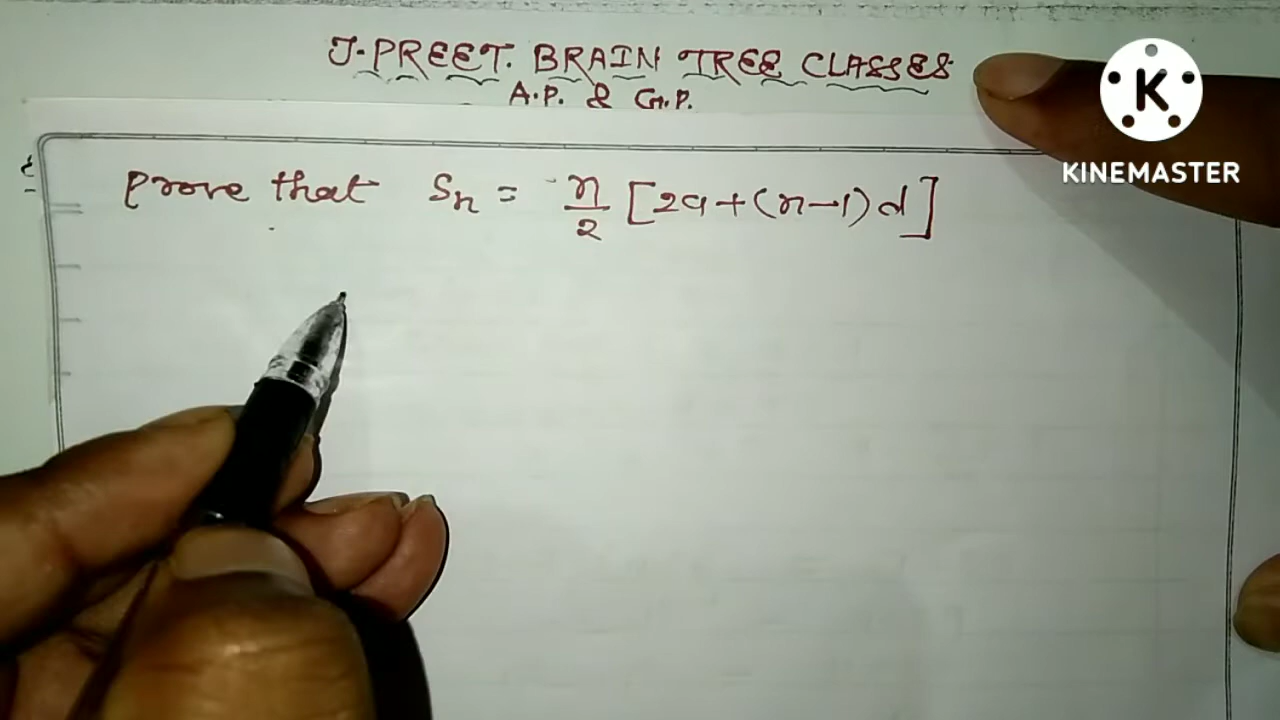 J.PREET. BRAIN TREE CLASSES
A.P. & G.P.
K
KINEMASTER
Prove that Sn = n/2 [2a+(n-1)d]